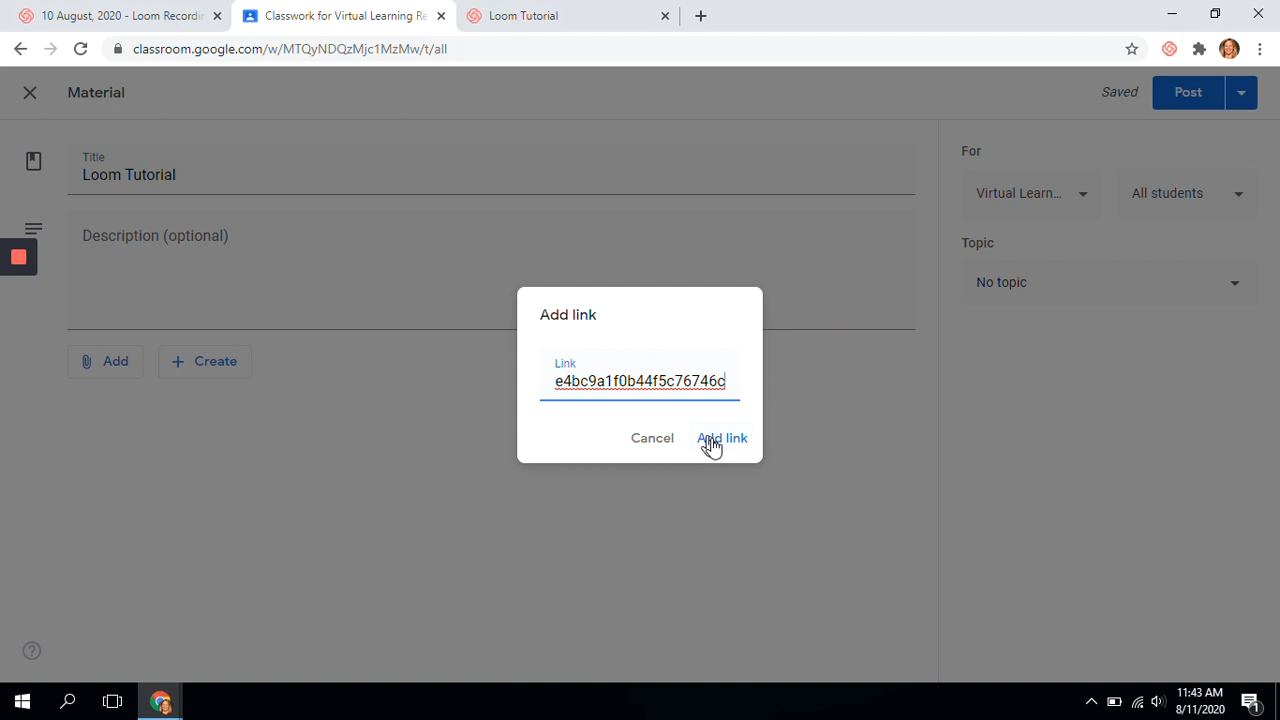 10 August, 2020 - Loom Recordi
Classwork for Virtual Learning Re
Loom Tutorial
classroom.google.com/w/MTQyNDQzMjc1MzMw/t/all
Material
Saved
Post
Title
Loom Tutorial
Description (optional)
Add
Create
For
Virtual Learn...
All students
Topic
No topic
Add link
Link
e4bc9a1f0b44f5c76746c
Cancel
Add link
11:43 AM
8/11/2020
1